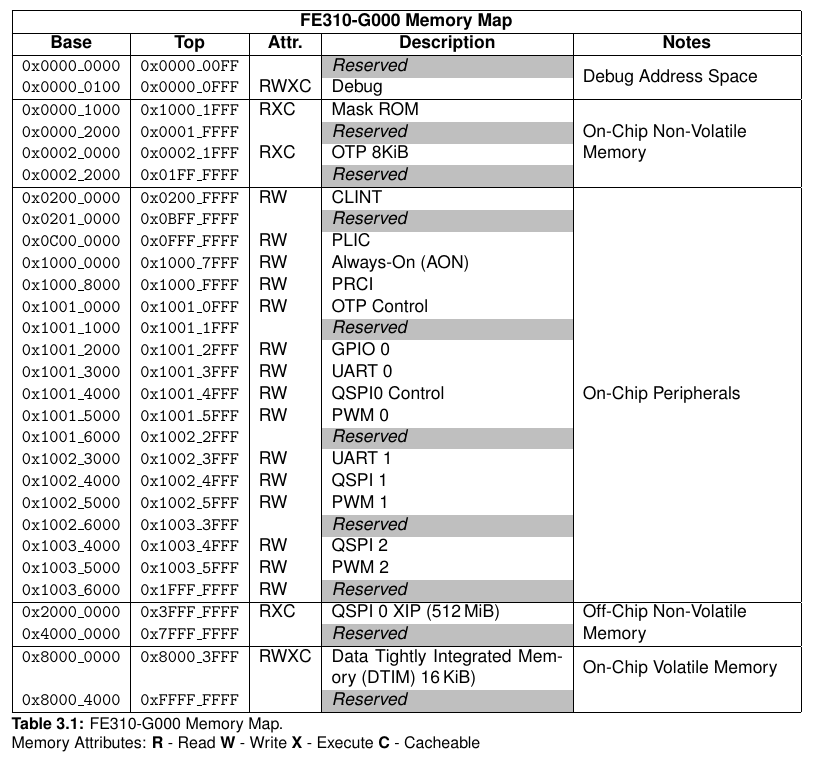 FE310-G000 Memory Map
Base Top Attr. Description Notes
0x0000_0000 0x0000_00FF Reserved Debug Address Space
0x0000_0100 0x0000_0FFF RWXC Debug
0x0000_1000 0x1000_1FFF RXC Mask ROM On-Chip Non-Volatile Memory
0x0000_2000 0x0001_FFFF Reserved
0x0002_0000 0x0002_1FFF RXC OTP 8KiB
0x0002_2000 0x01FF_FFFF Reserved
0x0200_0000 0x0200_FFFF RW CLINT On-Chip Peripherals
0x0201_0000 0x0BFF_FFFF Reserved
0x0C00_0000 0x0FFF_FFFF RW PLIC
0x1000_0000 0x1000_7FFF RW Always-On (AON)
0x1000_8000 0x1000_FFFF RW PRCI
0x1001_0000 0x1001_0FFF RW OTP Control
0x1001_1000 0x1001_1FFF Reserved
0x1001_2000 0x1001_2FFF RW GPIO 0
0x1001_3000 0x1001_3FFF RW UART 0
0x1001_4000 0x1001_4FFF RW QSPI0 Control
0x1001_5000 0x1001_5FFF RW PWM 0
0x1001_6000 0x1002_2FFF Reserved
0x1002_3000 0x1002_3FFF RW UART 1
0x1002_4000 0x1002_4FFF RW QSPI 1
0x1002_5000 0x1002_5FFF RW PWM 1
0x1002_6000 0x1003_3FFF Reserved
0x1003_4000 0x1003_4FFF RW QSPI 2
0x1003_5000 0x1003_5FFF RW PWM 2
0x1003_6000 0x1FFF_FFFF RW Reserved
0x2000_0000 0x3FFF_FFFF RXC QSPI 0 XIP (512 MiB) Off-Chip Non-Volatile
0x4000_0000 0x7FFF_FFFF Reserved Memory
0x8000_0000 0x8000_3FFF RWXC Data Tightly Integrated Mem- On-Chip Volatile Memory
ory (DTIM) 16 KiB)
0x8000_4000 0xFFFF_FFFF Reserved
Table 3.1: FE310-G000 Memory Map.
Memory Attributes: R - Read W - Write X - Execute C - Cacheable